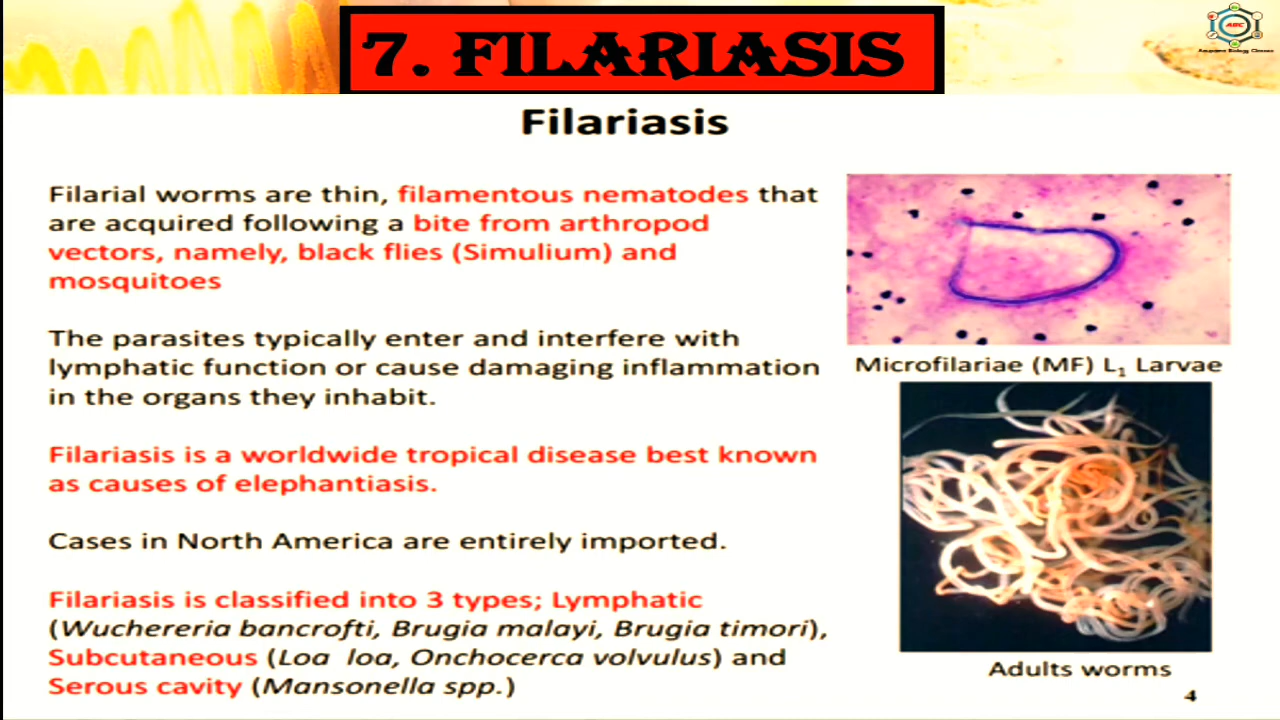 7. FILARIASIS
ABC
Filariasis
Filarial worms are thin, filamentous nematodes that
are acquired following a bite from arthropod
vectors, namely, black flies (Simulium) and
mosquitoes
The parasites typically enter and interfere with
lymphatic function or cause damaging inflammation
in the organs they inhabit.
Filariasis is a worldwide tropical disease best known
as causes of elephantiasis.
Cases in North America are entirely imported.
Filariasis is classified into 3 types; Lymphatic
(Wuchereria bancrofti, Brugia malayi, Brugia timori),
Subcutaneous (Loa loa, Onchocerca volvulus) and
Serous cavity (Mansonella spp.)
Microfilariae (MF) L₁ Larvae
Adults worms
4